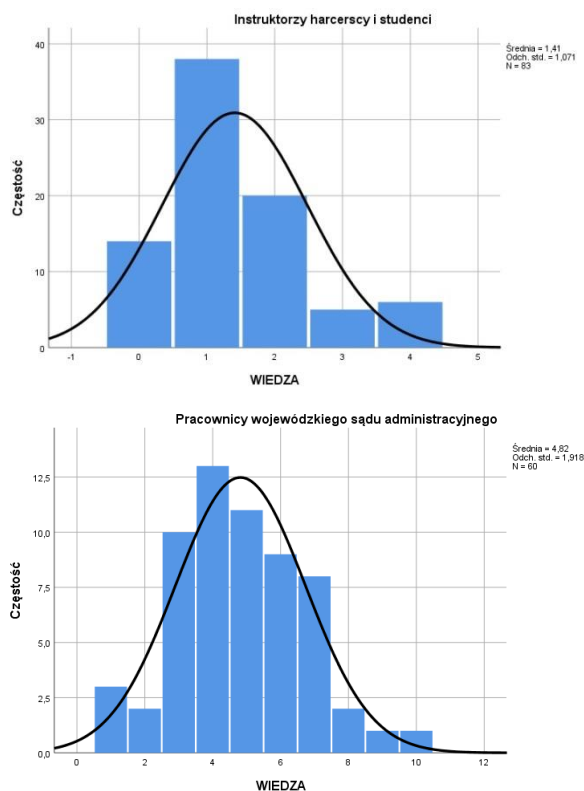 Instruktorzy harcerscy i studenci
Średnia = 1,41
Odch. std. = 1,071
N = 83
Częstość
40
30
20
10
0
-1 0 1 2 3 4 5
WIEDZA
Pracownicy wojewódzkiego sądu administracyjnego
Średnia = 4,82
Odch. std. = 1,918
N = 60
Częstość
12,5
10,0
7,5
5,0
2,5
0,0
0 2 4 6 8 10 12
WIEDZA